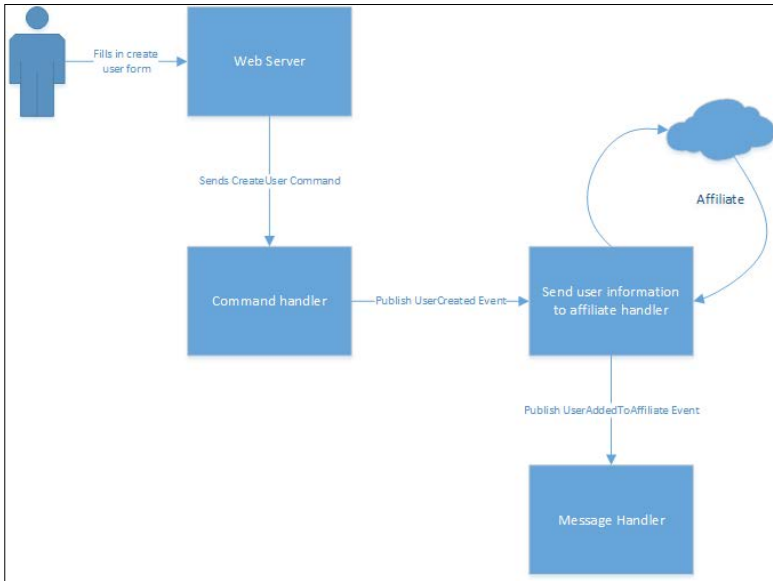 Fills in create
user form
Web Server
Sends CreateUser Command
Affiliate
Command handler
Publish UserCreated Event
Send user information
to affiliate handler
Publish UserAddedToAffiliate Event
Message Handler